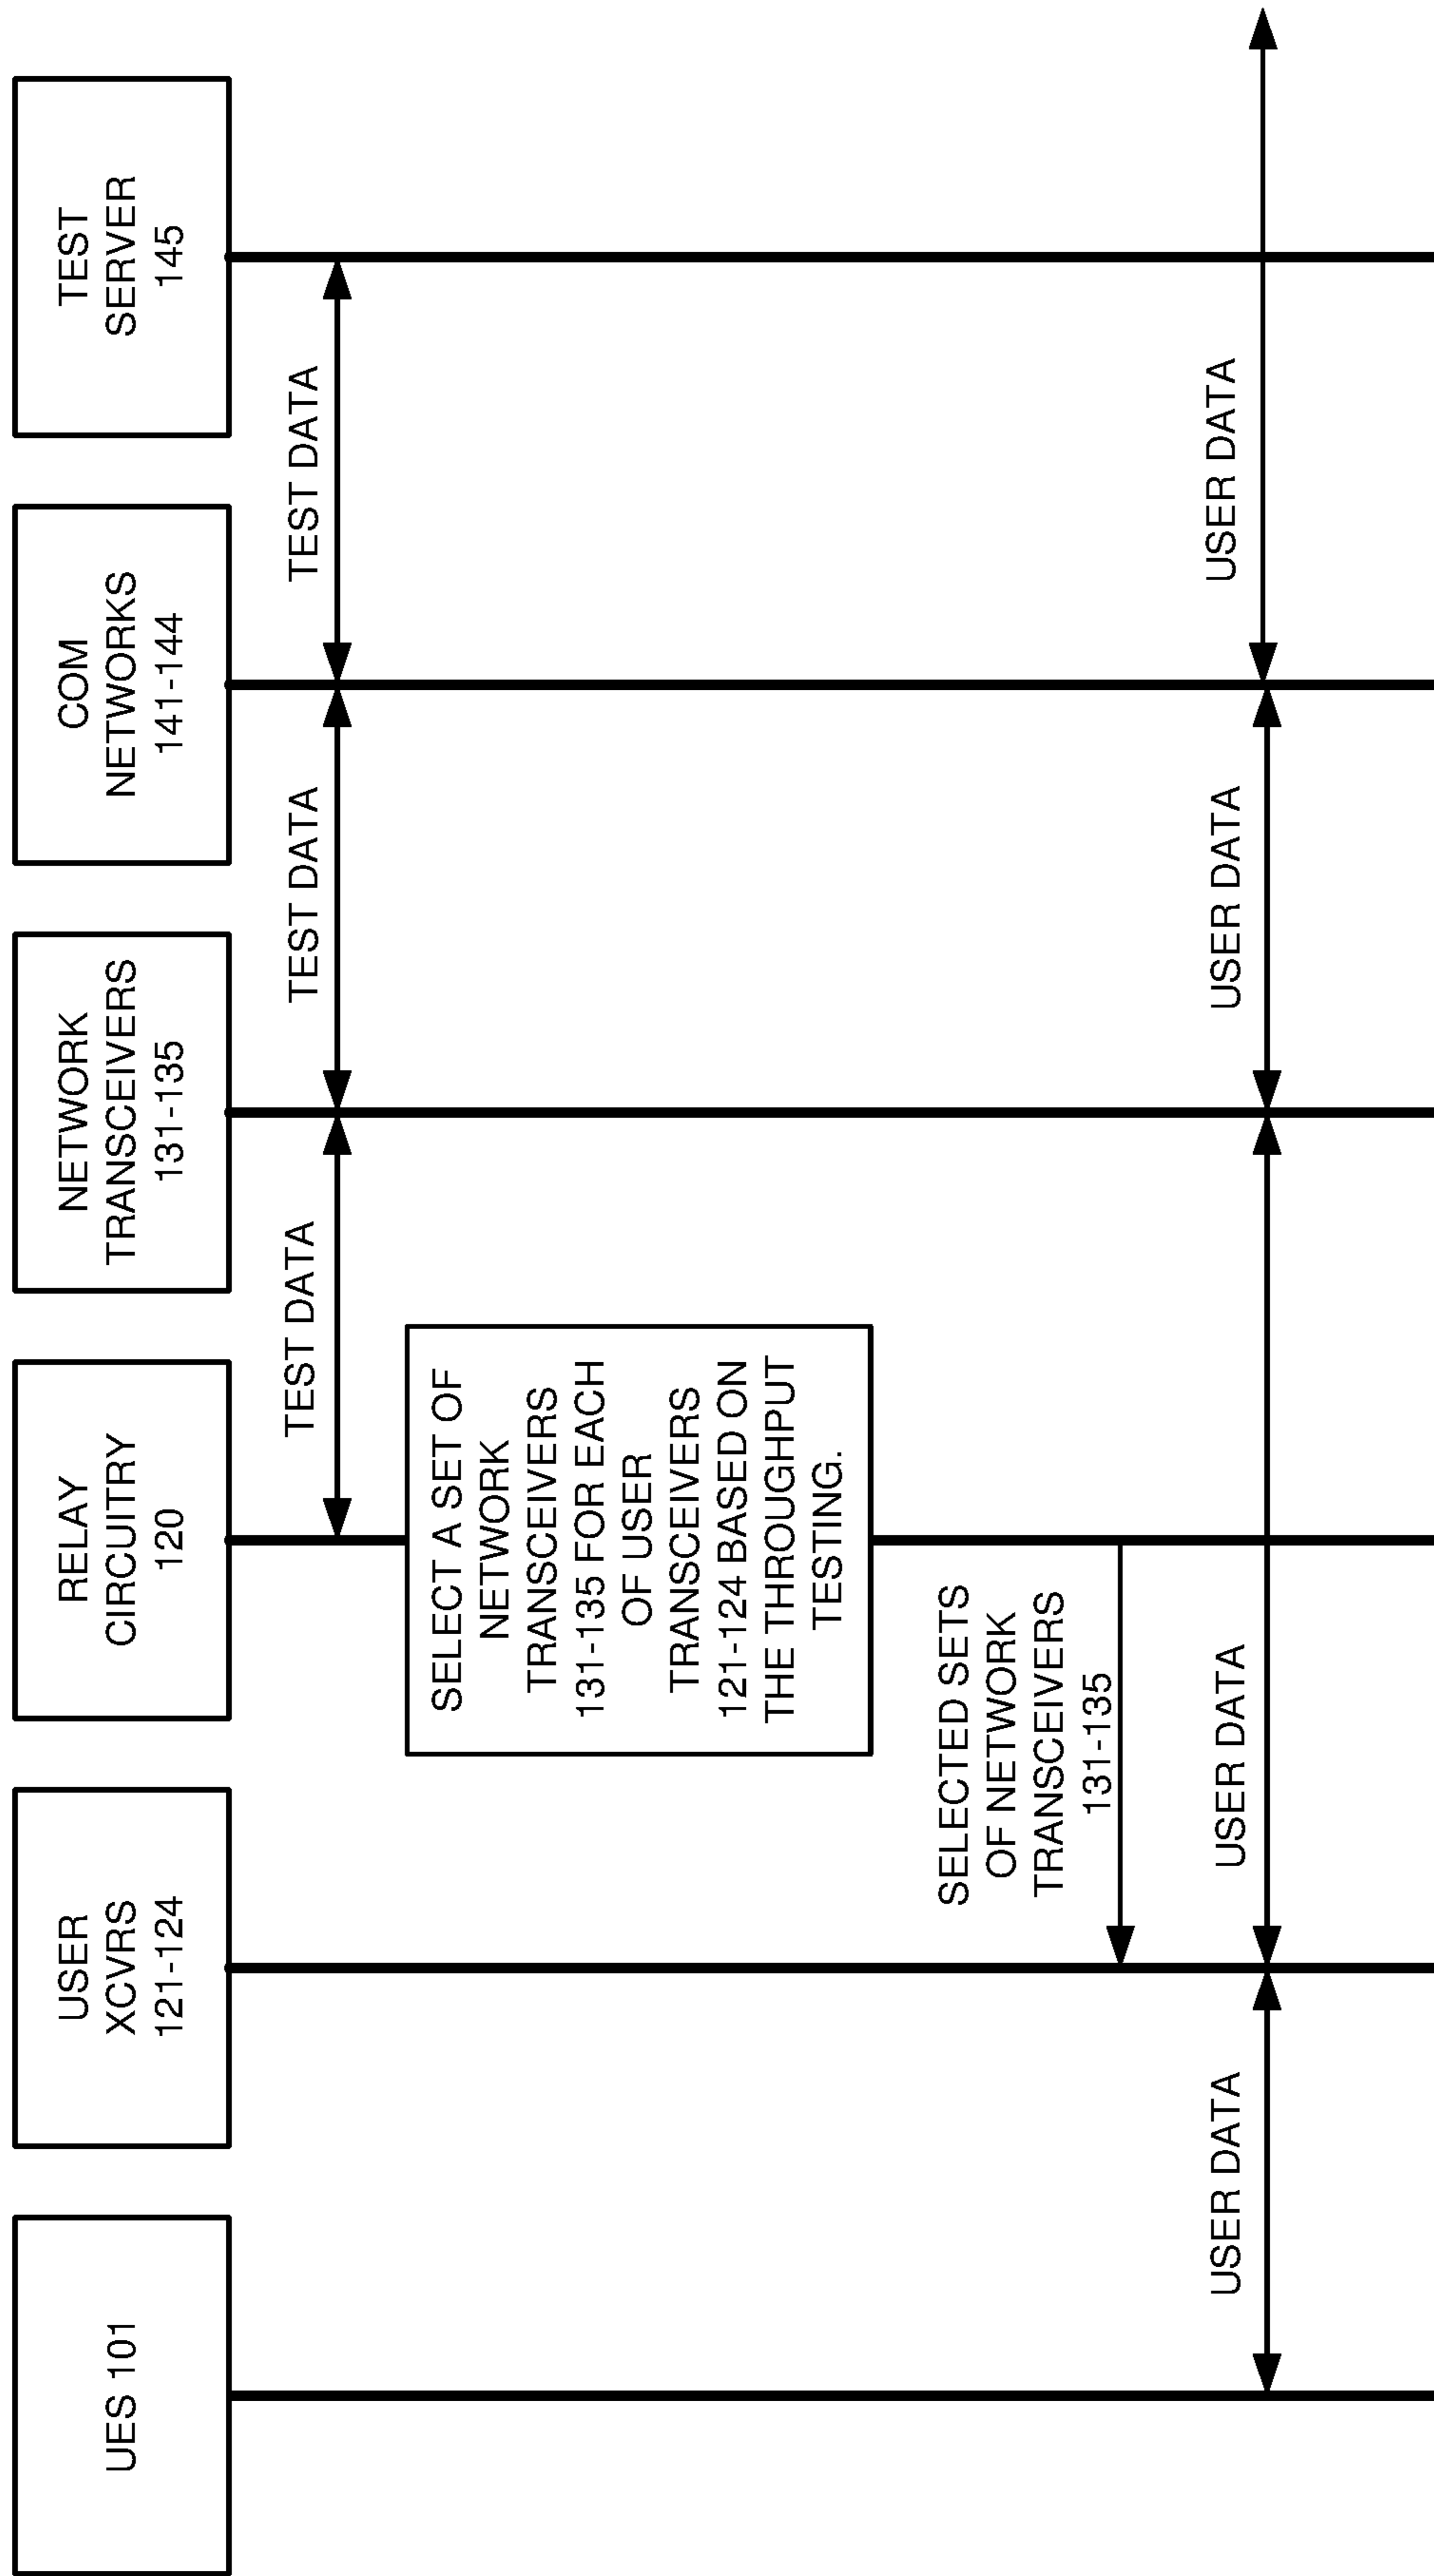 UES 101
USER
XCVRS
121-124
RELAY
CIRCUITRY
120
NETWORK
TRANSCEIVERS
131-135
COM
NETWORKS
141-144
TEST
SERVER
145
TEST DATA
TEST DATA
TEST DATA
SELECT A SET OF
NETWORK
TRANSCEIVERS
131-135 FOR EACH
OF USER
TRANSCEIVERS
121-124 BASED ON
THE THROUGHPUT
TESTING.
SELECTED SETS
OF NETWORK
TRANSCEIVERS
131-135
USER DATA
USER DATA
USER DATA
USER DATA